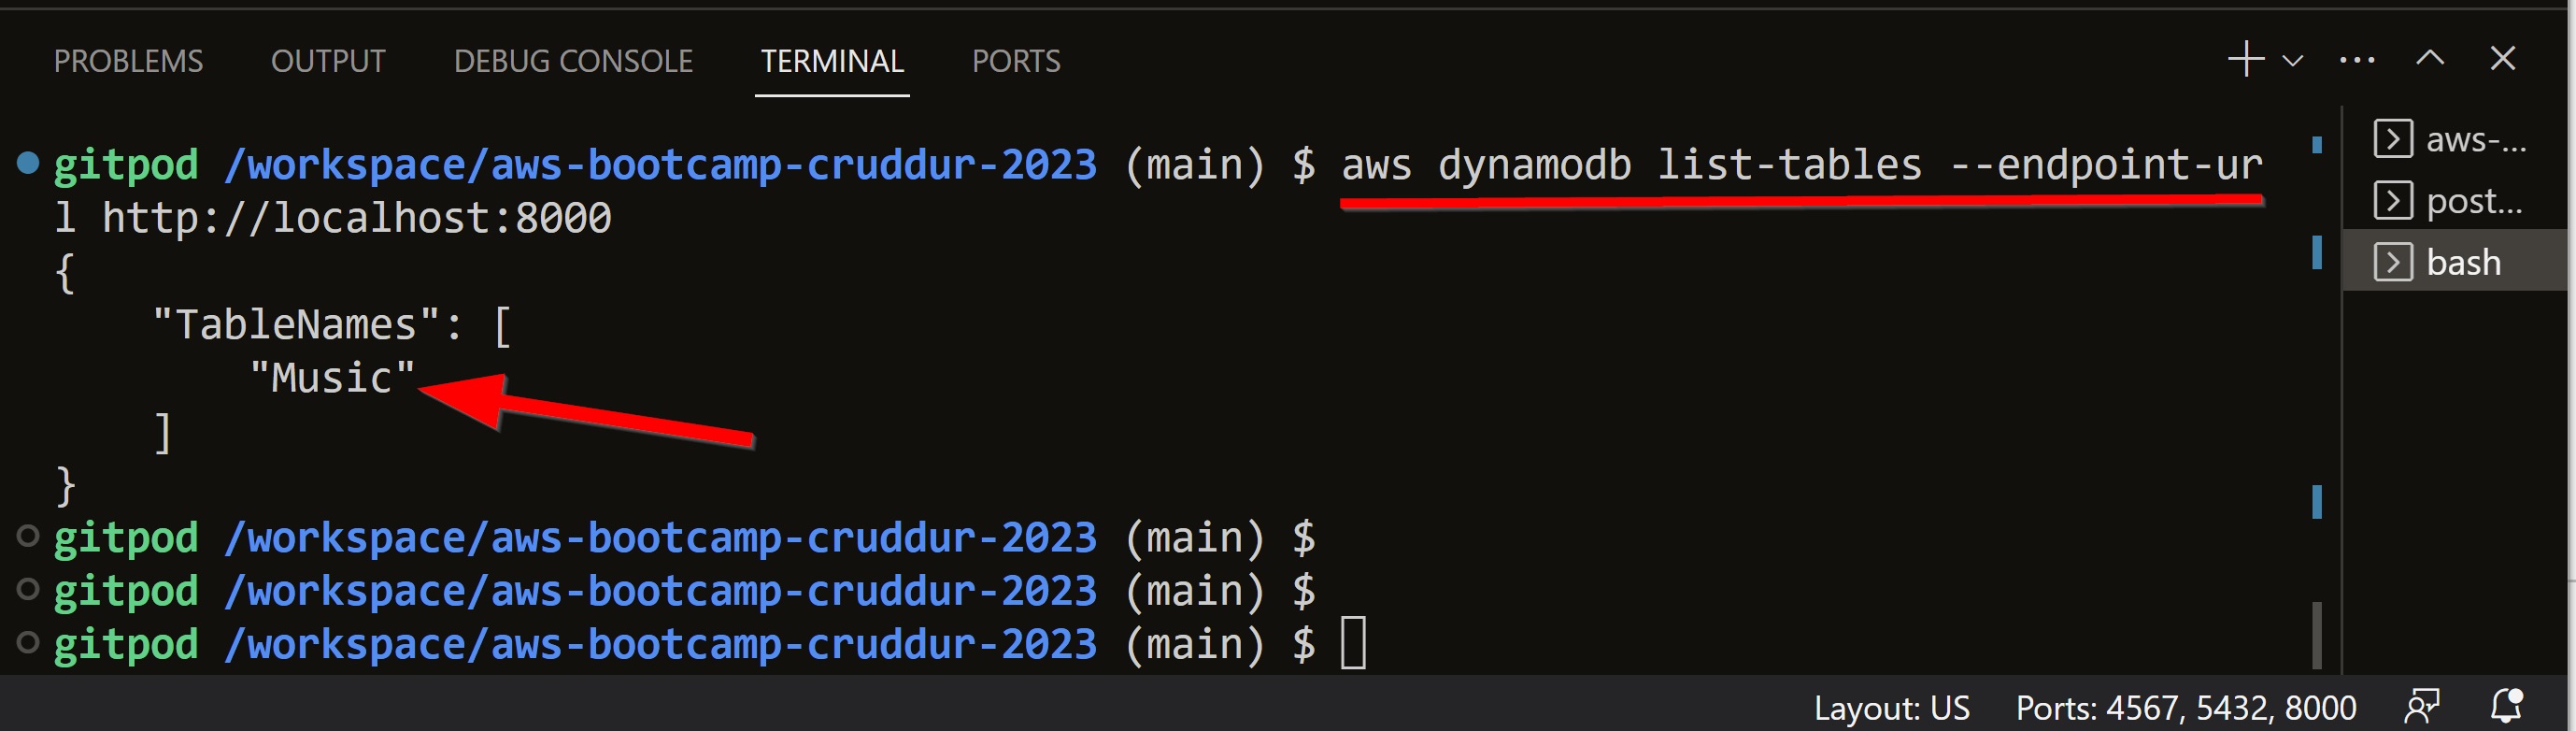 PROBLEMS OUTPUT DEBUG CONSOLE TERMINAL PORTS
gitpod /workspace/aws-bootcamp-cruddur-2023 (main) $ aws dynamodb list-tables --endpoint-ur
l http://localhost:8000
{
    "TableNames": [
        "Music"
    ]
}
gitpod /workspace/aws-bootcamp-cruddur-2023 (main) $
gitpod /workspace/aws-bootcamp-cruddur-2023 (main) $
gitpod /workspace/aws-bootcamp-cruddur-2023 (main) $
aws-...
post...
bash
Layout: US Ports: 4567, 5432, 8000